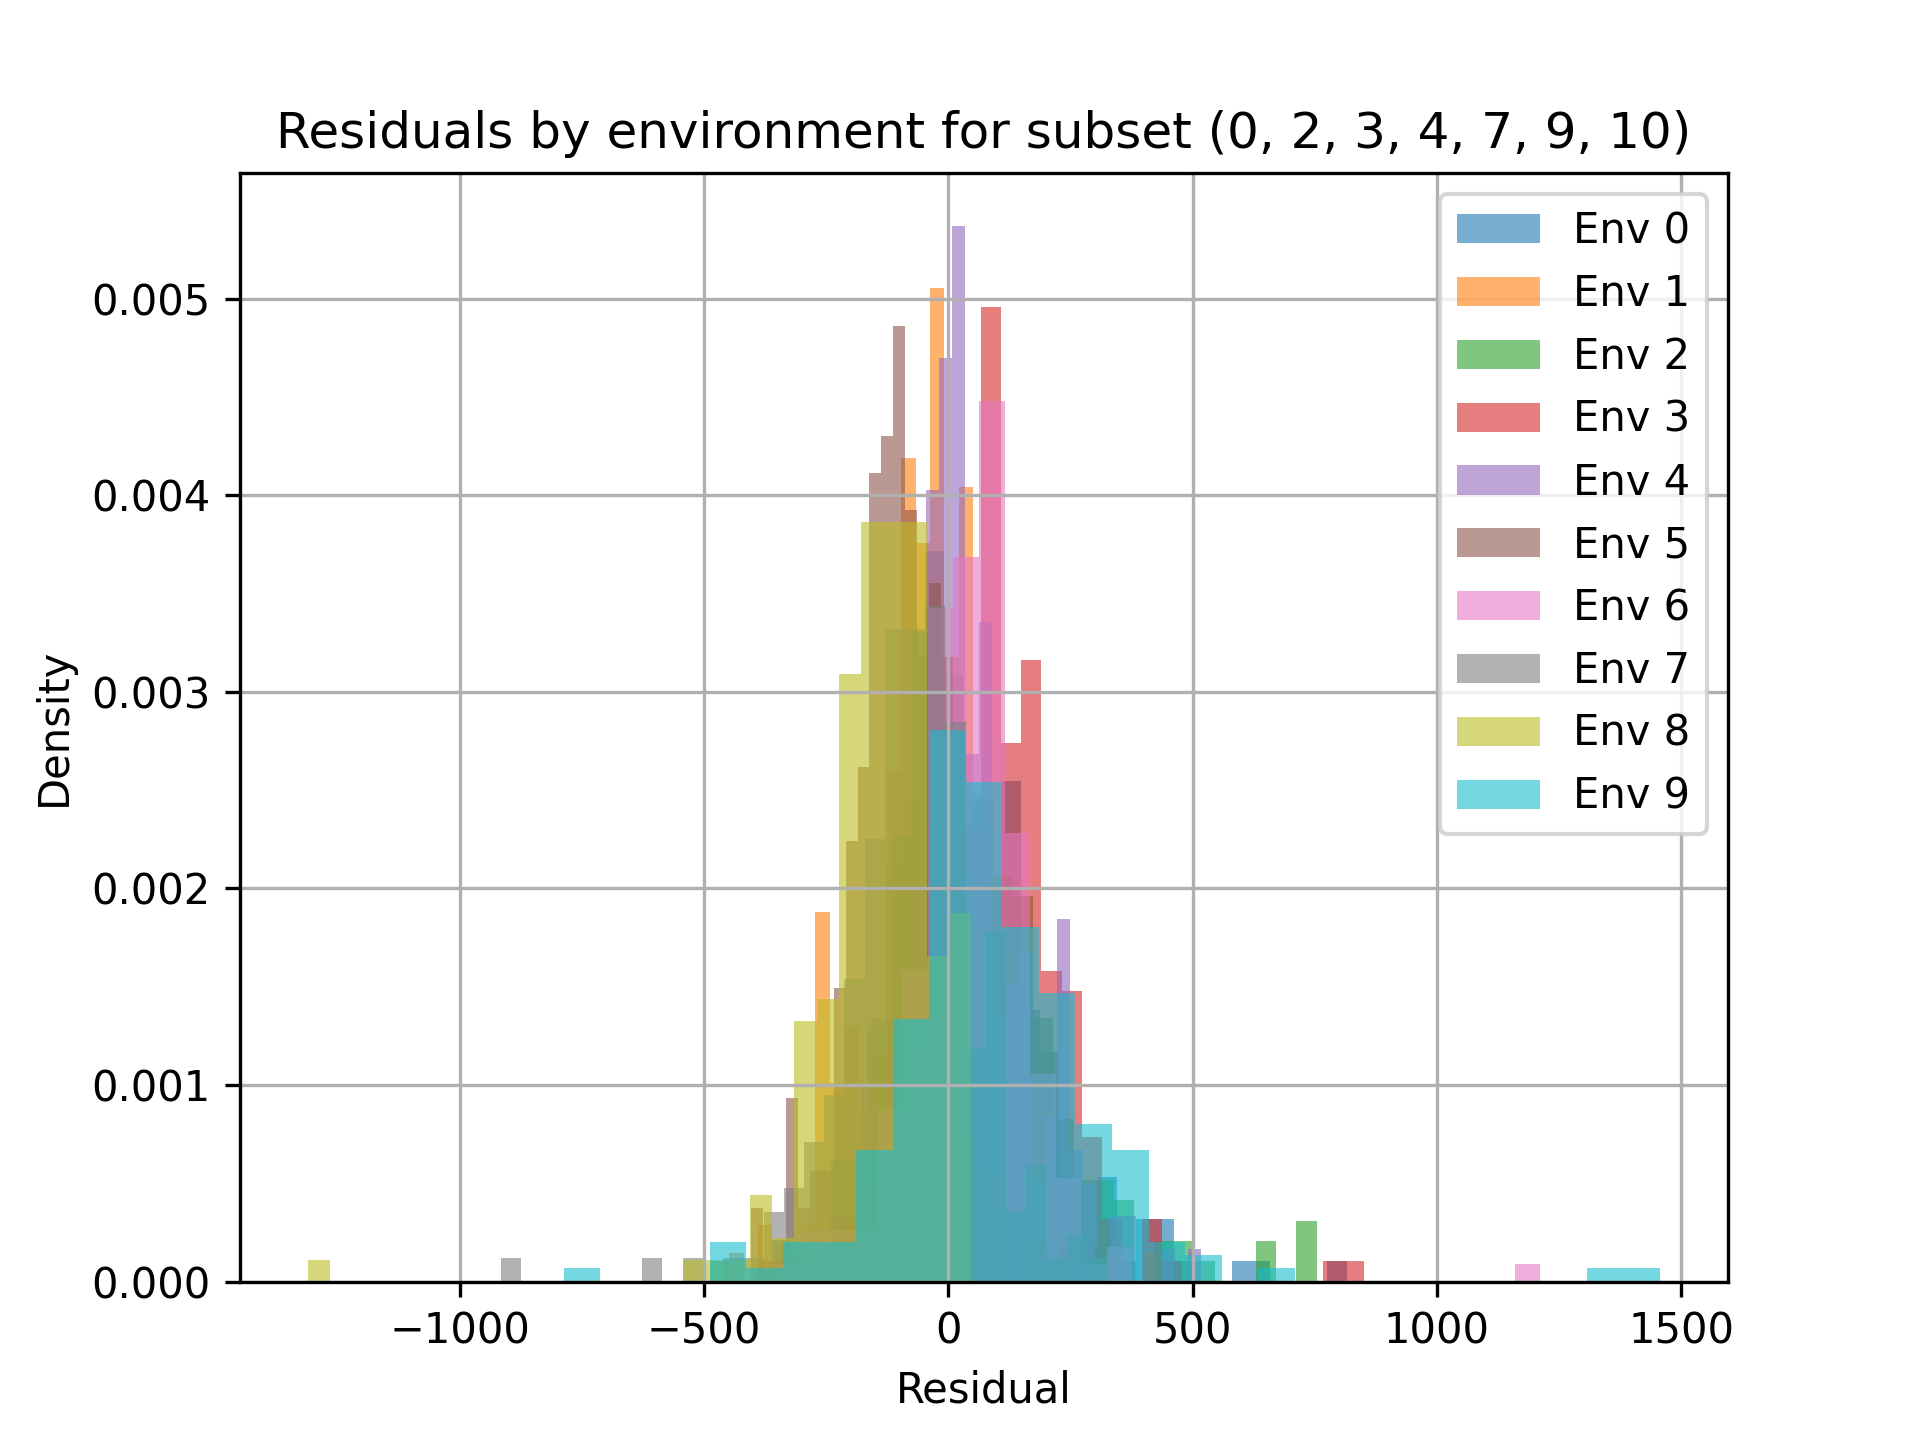 Residuals by environment for subset (0, 2, 3, 4, 7, 9, 10)
Env 0
Env 1
Env 2
Env 3
Env 4
Env 5
Env 6
Env 7
Env 8
Env 9
Density
0.005
0.004
0.003
0.002
0.001
0.000
−1000 −500 0 500 1000 1500
Residual